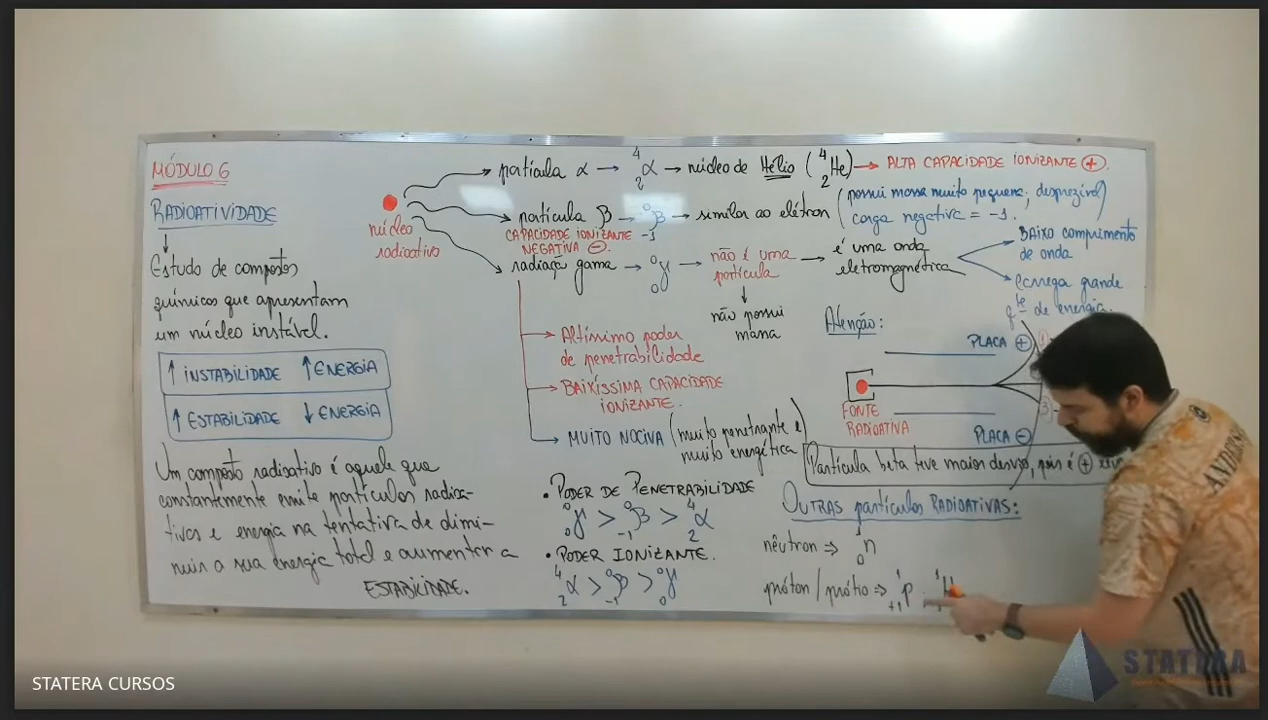 MÓDULO 6
RADIOATIVIDADE
Estudo de compostos
químicos que apresentam
um núcleo instável.
↑ INSTABILIDADE ↑ ENERGIA
↑ ESTABILIDADE ↓ ENERGIA
Um composto radioativo é aquele que
constantemente emite partículas radioa-
tivas e energia na tentativa de dimi-
nuir a sua energia total e aumentar a
ESTABILIDADE.
núcleo
radioativo
partícula α → ⁴₂α → núcleo de Hélio (⁴₂He) → ALTA CAPACIDADE IONIZANTE (+).
partícula β → ⁰₋₁β → similar ao elétron (possui massa muito pequena; desprezível)
carga negativa = -1.
CAPACIDADE IONIZANTE
NEGATIVA (-).
radiação gama → ⁰₀γ → não é uma
partícula → é uma onda
eletromagnética
BAIXO comprimento
de onda
carrega grande
qᵗᵉ de energia.
não possui
massa
ALTÍSSIMO poder
de penetrabilidade
BAIXÍSSIMA CAPACIDADE
IONIZANTE.
MUITO NOCIVA (muito penetrante e
muito energética
• PODER DE PENETRABILIDADE
⁰₀γ > ⁰₋₁β > ⁴₂α
• PODER IONIZANTE.
⁴₂α > ⁰₋₁β > ⁰₀γ
Atenção:
PLACA (+)
FONTE
RADIOATIVA
PLACA (-)
Partícula beta teve maior desvio, pois é (+)
OUTRAS partículas RADIOATIVAS:
nêutron ⇒ ¹₀n
próton / prótio ⇒ ¹₊₁p
STATERA
STATERA CURSOS